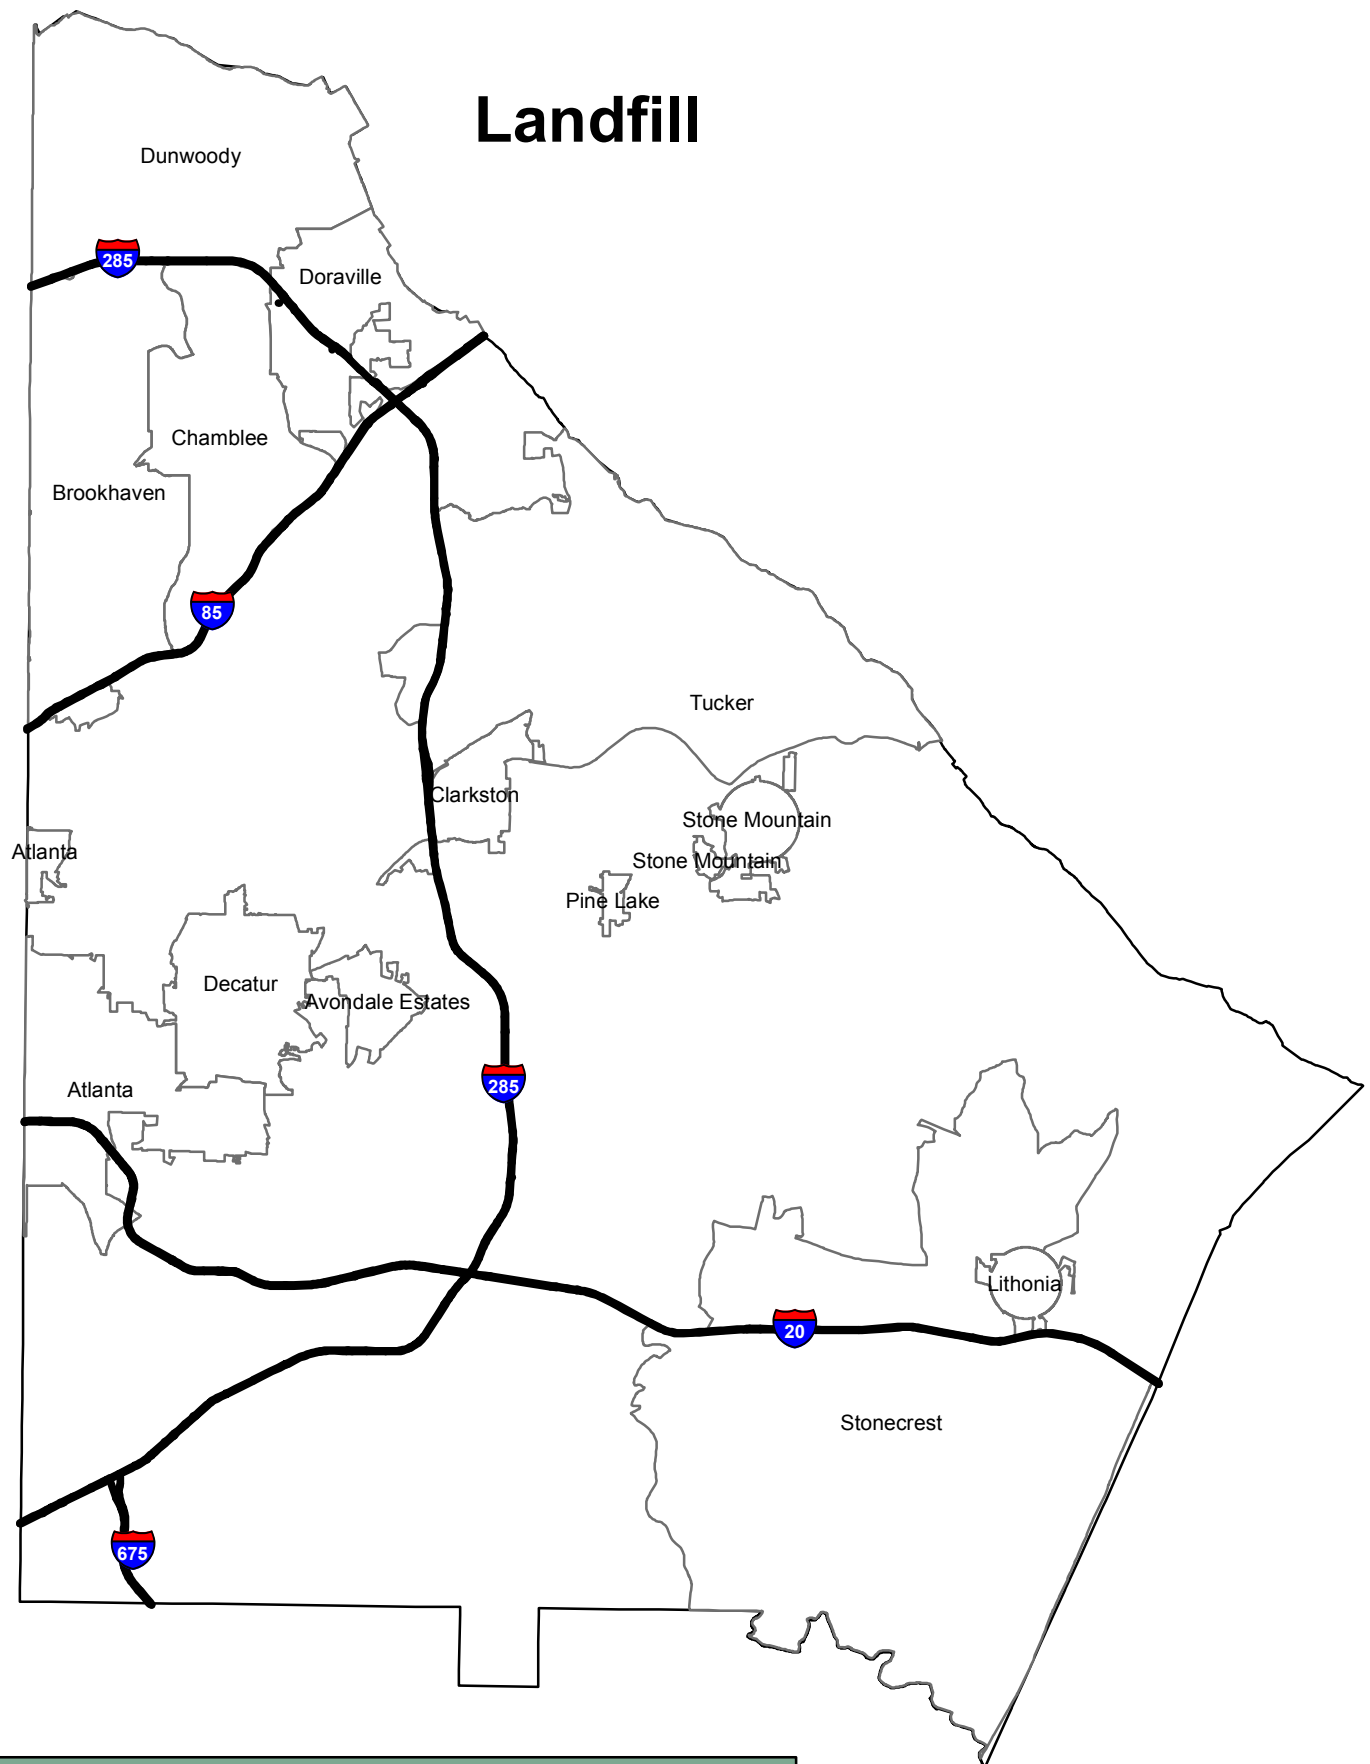 Landfill
Dunwoody
285
Doraville
Chamblee
Brookhaven
85
Tucker
Clarkston
Stone Mountain
Atlanta
Stone Mountain
Pine Lake
Decatur
Avondale Estates
285
Atlanta
Lithonia
20
Stonecrest
675